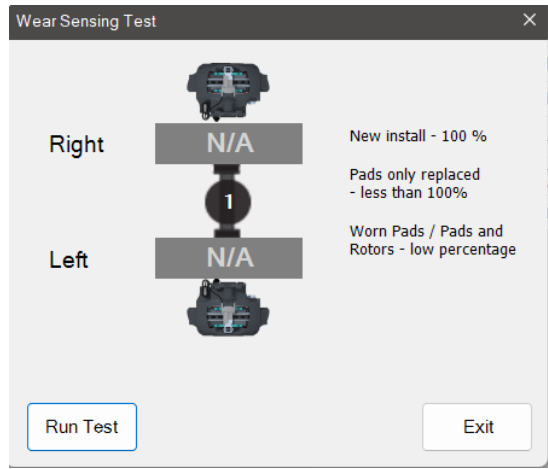 Wear Sensing Test
Right
N/A
New install - 100 %
Pads only replaced
- less than 100%
1
Worn Pads / Pads and
Rotors - low percentage
Left
N/A
Run Test
Exit